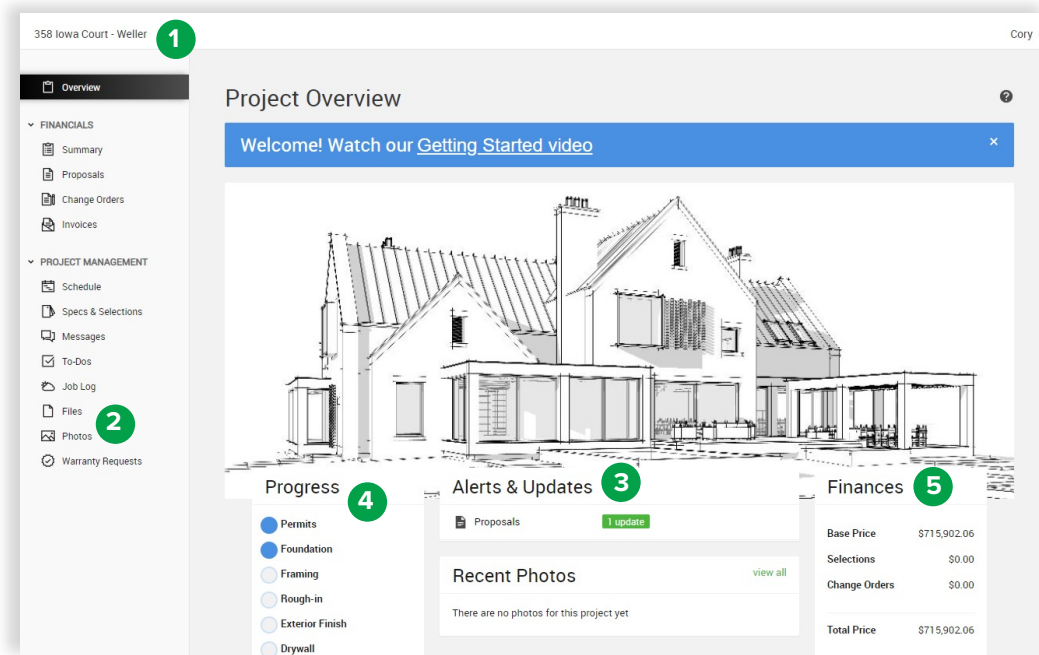 358 Iowa Court - Weller
1
Cory
Overview
FINANCIALS
Summary
Proposals
Change Orders
Invoices
PROJECT MANAGEMENT
Schedule
Specs & Selections
Messages
To-Dos
Job Log
Files
2
Photos
Warranty Requests
Project Overview
?
Welcome! Watch our Getting Started video
×
Progress
4
Permits
Foundation
Framing
Rough-in
Exterior Finish
Drywall
Alerts & Updates
3
Proposals 1 update
Recent Photos view all
There are no photos for this project yet
Finances
5
Base Price $715,902.06
Selections $0.00
Change Orders $0.00
Total Price $715,902.06